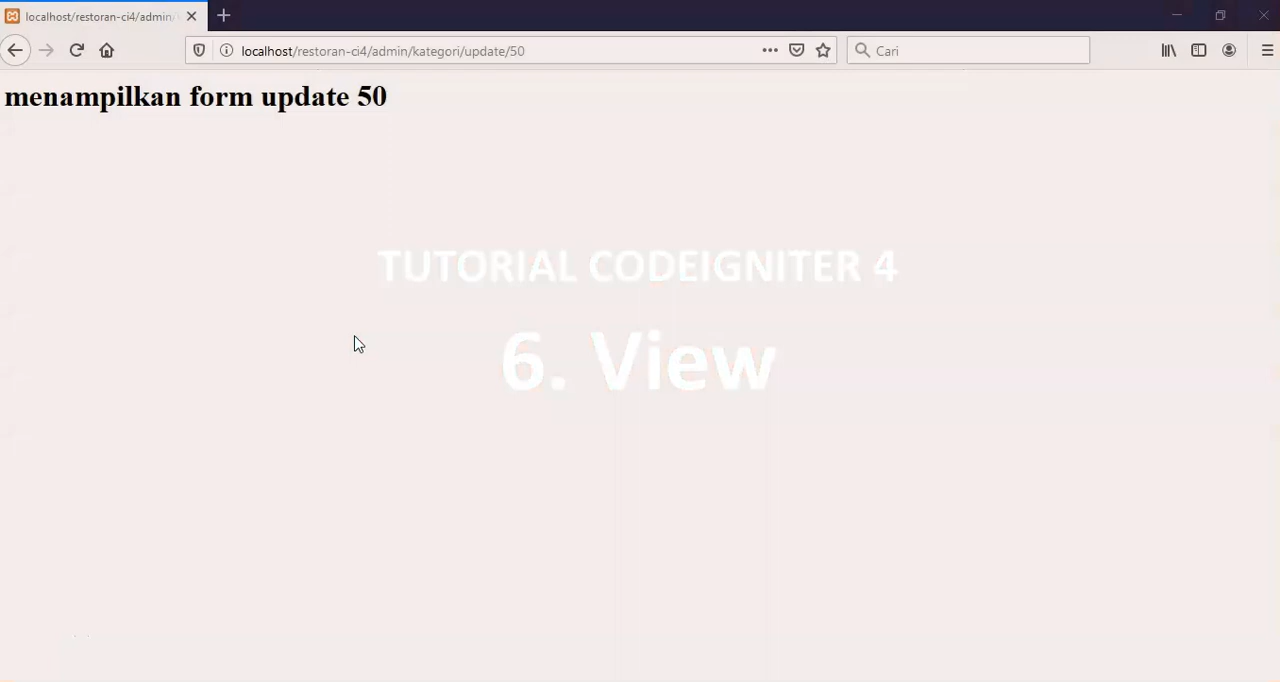 localhost/restoran-ci4/admin/
localhost/restoran-ci4/admin/kategori/update/50
Cari
menampilkan form update 50
TUTORIAL CODEIGNITER 4
6. View